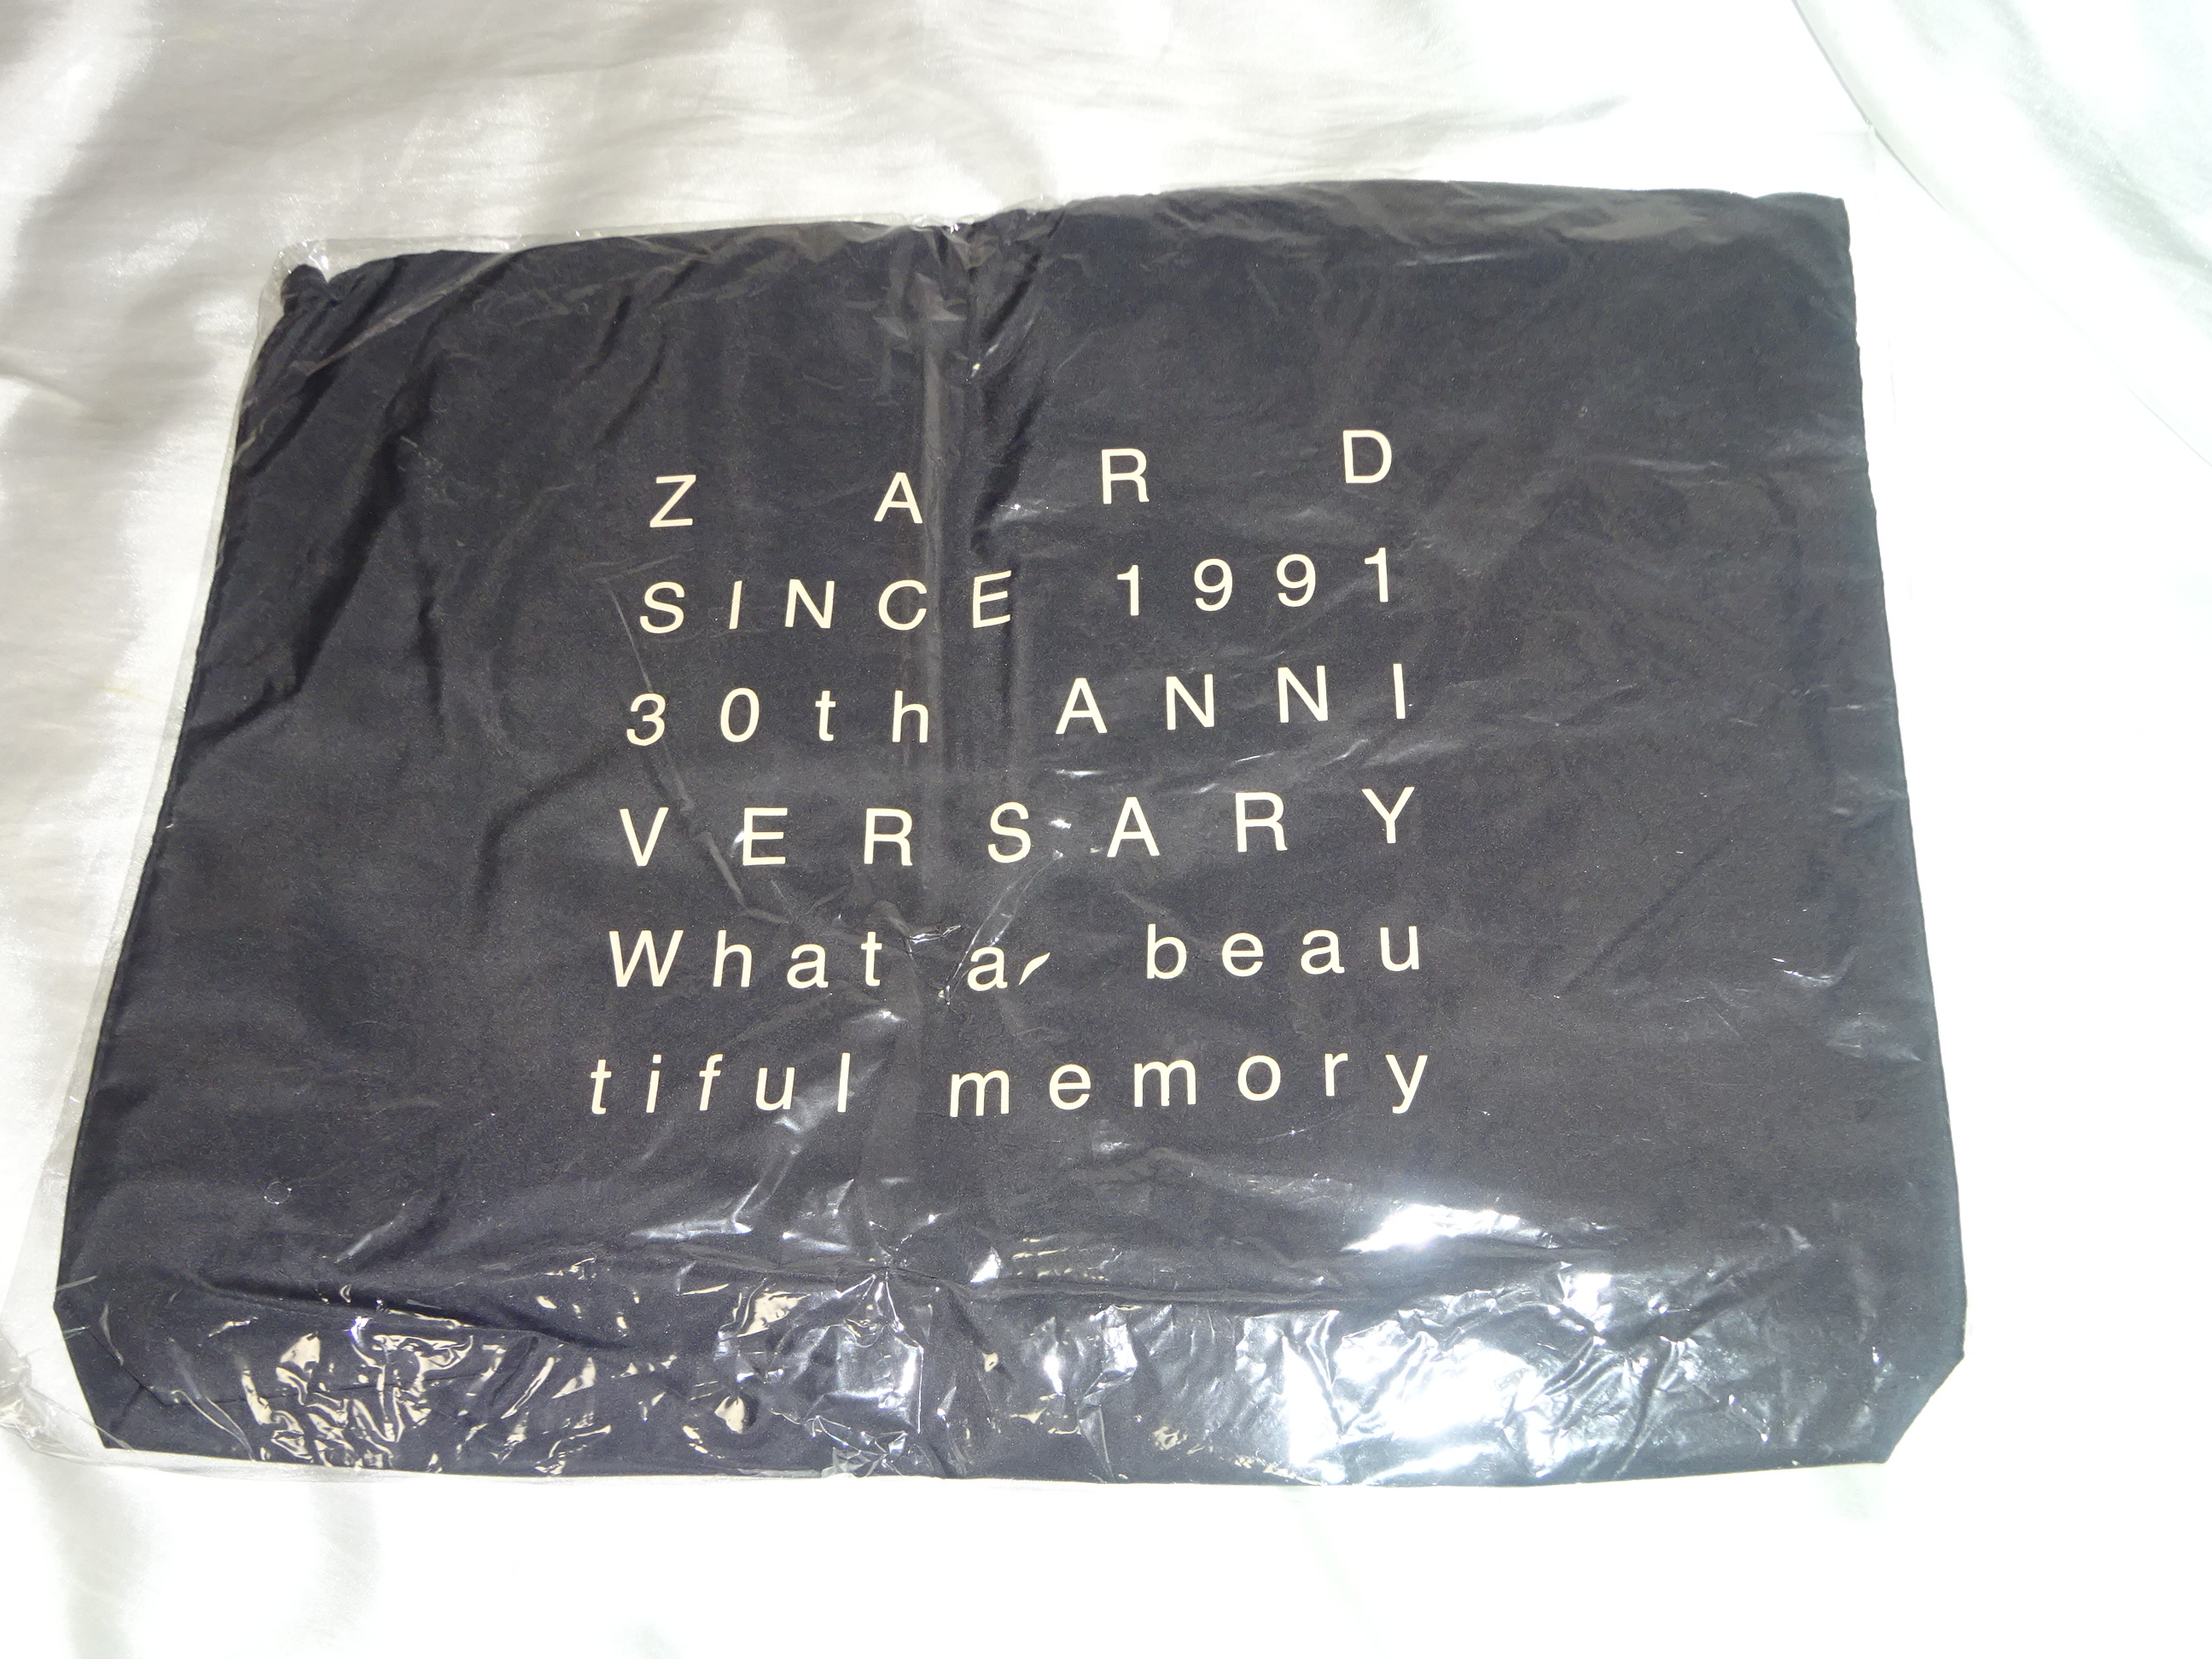 Z A R D
SINCE 1991
30th ANNI
VERSARY
What a beau
tiful memory